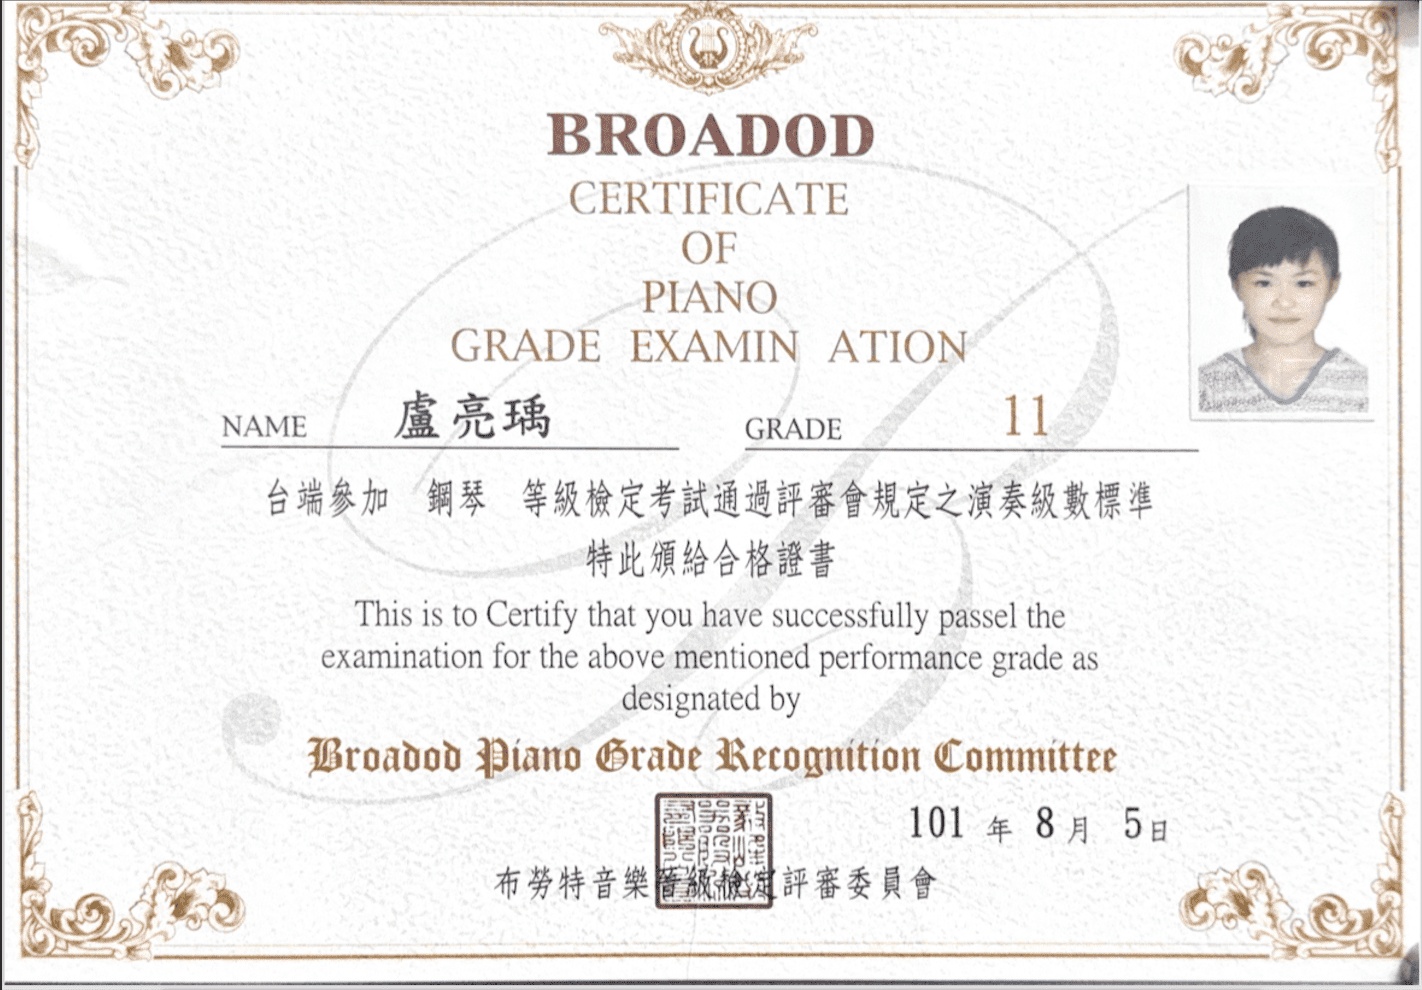 BROADOD
CERTIFICATE
OF
PIANO
GRADE EXAMIN ATION
NAME 盧亮瑀 GRADE 11
台端參加 鋼琴 等級檢定考試通過評審會規定之演奏級數標準
特此頒給合格證書
This is to Certify that you have successfully passel the
examination for the above mentioned performance grade as
designated by
Broadod Piano Grade Recognition Committee
101 年 8 月 5 日
布勞特音樂晉級檢定評審委員會